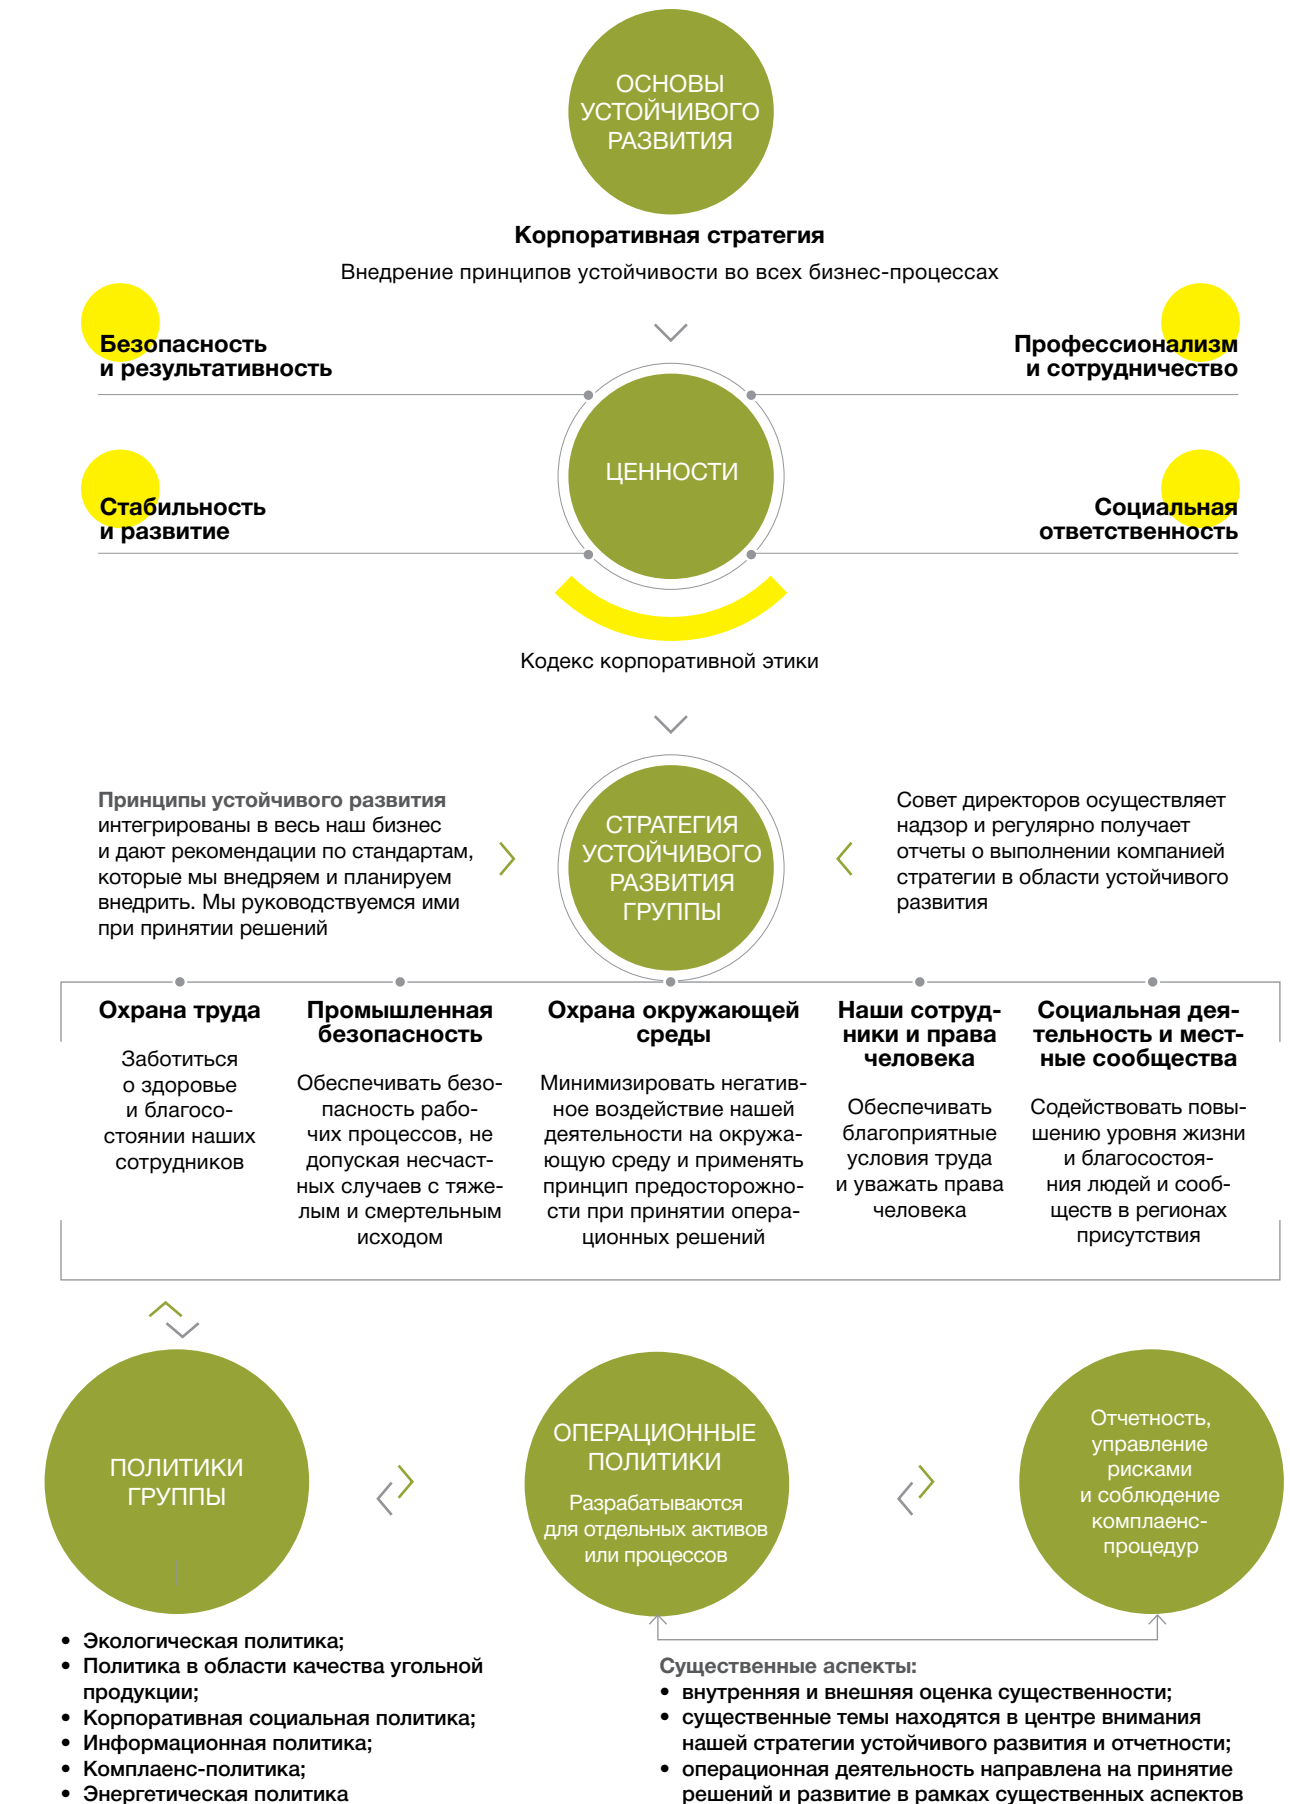 ОСНОВЫ
УСТОЙЧИВОГО
РАЗВИТИЯ
Корпоративная стратегия
Внедрение принципов устойчивости во всех бизнес-процессах
Безопасность
и результативность
Профессионализм
и сотрудничество
ЦЕННОСТИ
Стабильность
и развитие
Социальная
ответственность
Кодекс корпоративной этики
Принципы устойчивого развития
интегрированы в весь наш бизнес
и дают рекомендации по стандартам,
которые мы внедряем и планируем
внедрить. Мы руководствуемся ими
при принятии решений
СТРАТЕГИЯ
УСТОЙЧИВОГО
РАЗВИТИЯ
ГРУППЫ
Совет директоров осуществляет
надзор и регулярно получает
отчеты о выполнении компанией
стратегии в области устойчивого
развития
Охрана труда
Заботиться
о здоровье
и благосо-
стоянии наших
сотрудников
Промышленная
безопасность
Обеспечивать безо-
пасность рабо-
чих процессов, не
допуская несчаст-
ных случаев с тяже-
лым и смертельным
исходом
Охрана окружающей
среды
Минимизировать негатив-
ное воздействие нашей
деятельности на окружа-
ющую среду и применять
принцип предосторожно-
сти при принятии опера-
ционных решений
Наши сотруд-
ники и права
человека
Обеспечивать
благоприятные
условия труда
и уважать права
человека
Социальная дея-
тельность и мест-
ные сообщества
Содействовать повы-
шению уровня жизни
и благосостоя-
ния людей и сооб-
ществ в регионах
присутствия
ПОЛИТИКИ
ГРУППЫ
ОПЕРАЦИОННЫЕ
ПОЛИТИКИ
Разрабатываются
для отдельных активов
или процессов
Отчетность,
управление
рисками
и соблюдение
комплаенс-
процедур
• Экологическая политика;
• Политика в области качества угольной
продукции;
• Корпоративная социальная политика;
• Информационная политика;
• Комплаенс-политика;
• Энергетическая политика
Существенные аспекты:
• внутренняя и внешняя оценка существенности;
• существенные темы находятся в центре внимания
нашей стратегии устойчивого развития и отчетности;
• операционная деятельность направлена на принятие
решений и развитие в рамках существенных аспектов